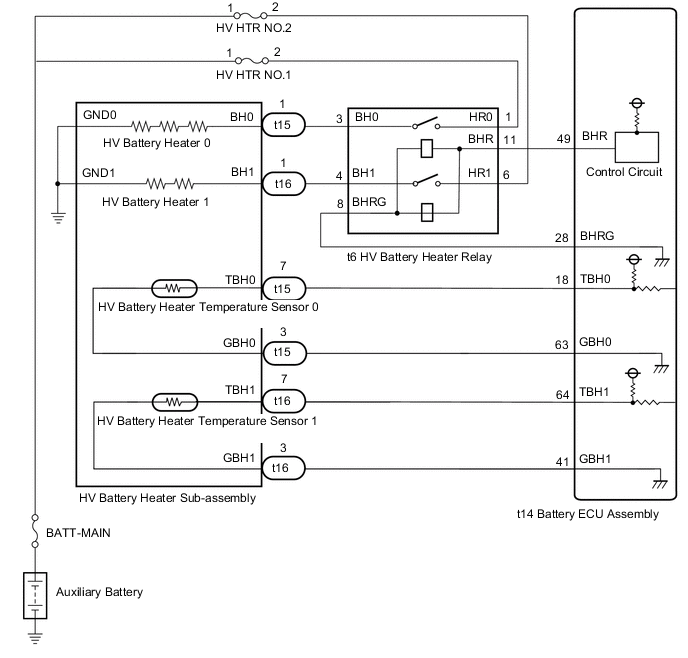 1 2
HV HTR NO.2
1 2
HV HTR NO.1
GND0 BH0 1 t15 3 BH0 HR0 1
HV Battery Heater 0
BHR 11 49 BHR
Control Circuit
GND1 BH1 1 t16 4 BH1 HR1 6
HV Battery Heater 1
8 BHRG
28 BHRG
t6 HV Battery Heater Relay
TBH0 7 t15 18 TBH0
HV Battery Heater Temperature Sensor 0
GBH0 3 t15 63 GBH0
TBH1 7 t16 64 TBH1
HV Battery Heater Temperature Sensor 1
GBH1 3 t16 41 GBH1
HV Battery Heater Sub-assembly
t14 Battery ECU Assembly
BATT-MAIN
Auxiliary Battery